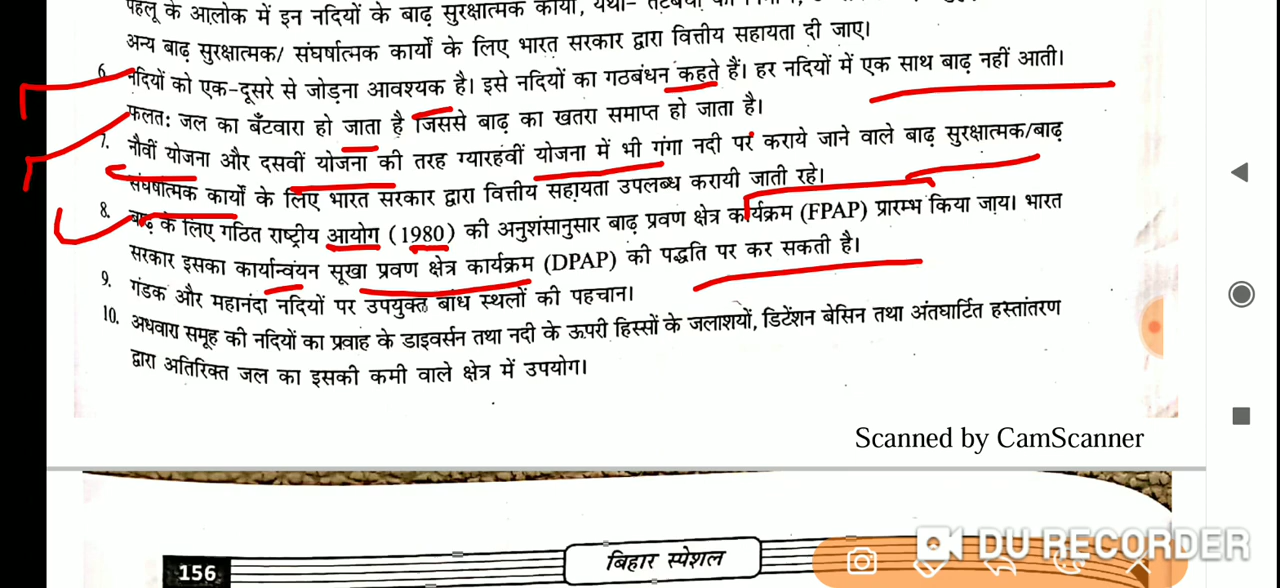 पहलू के आलोक में इन नदियों के बाढ़ सुरक्षात्मक कार्यों, यथा-
अन्य बाढ़ सुरक्षात्मक/ संघर्षात्मक कार्यों के लिए भारत सरकार द्वारा वित्तीय सहायता दी जाए।
6. नदियों को एक-दूसरे से जोड़ना आवश्यक है। इसे नदियों का गठबंधन कहते हैं। हर नदियों में एक साथ बाढ़ नहीं आती।
फलतः जल का बँटवारा हो जाता है जिससे बाढ़ का खतरा समाप्त हो जाता है।
7. नौवीं योजना और दसवीं योजना की तरह ग्यारहवीं योजना में भी गंगा नदी पर कराये जाने वाले बाढ़ सुरक्षात्मक/बाढ़
संघर्षात्मक कार्यों के लिए भारत सरकार द्वारा वित्तीय सहायता उपलब्ध करायी जाती रहे।
8. बाढ़ के लिए गठित राष्ट्रीय आयोग (1980) की अनुशंसानुसार बाढ़ प्रवण क्षेत्र कार्यक्रम (FPAP) प्रारम्भ किया जाय। भारत
सरकार इसका कार्यान्वयन सूखा प्रवण क्षेत्र कार्यक्रम (DPAP) की पद्धति पर कर सकती है।
9. गंडक और महानंदा नदियों पर उपयुक्त बांध स्थलों की पहचान।
10. अधवारा समूह की नदियों का प्रवाह के डाइवर्सन तथा नदी के ऊपरी हिस्सों के जलाशयों, डिटेंशन बेसिन तथा अंतघार्टित हस्तांतरण
द्वारा अतिरिक्त जल का इसकी कमी वाले क्षेत्र में उपयोग।
Scanned by CamScanner
156
बिहार स्पेशल
DU RECORDER